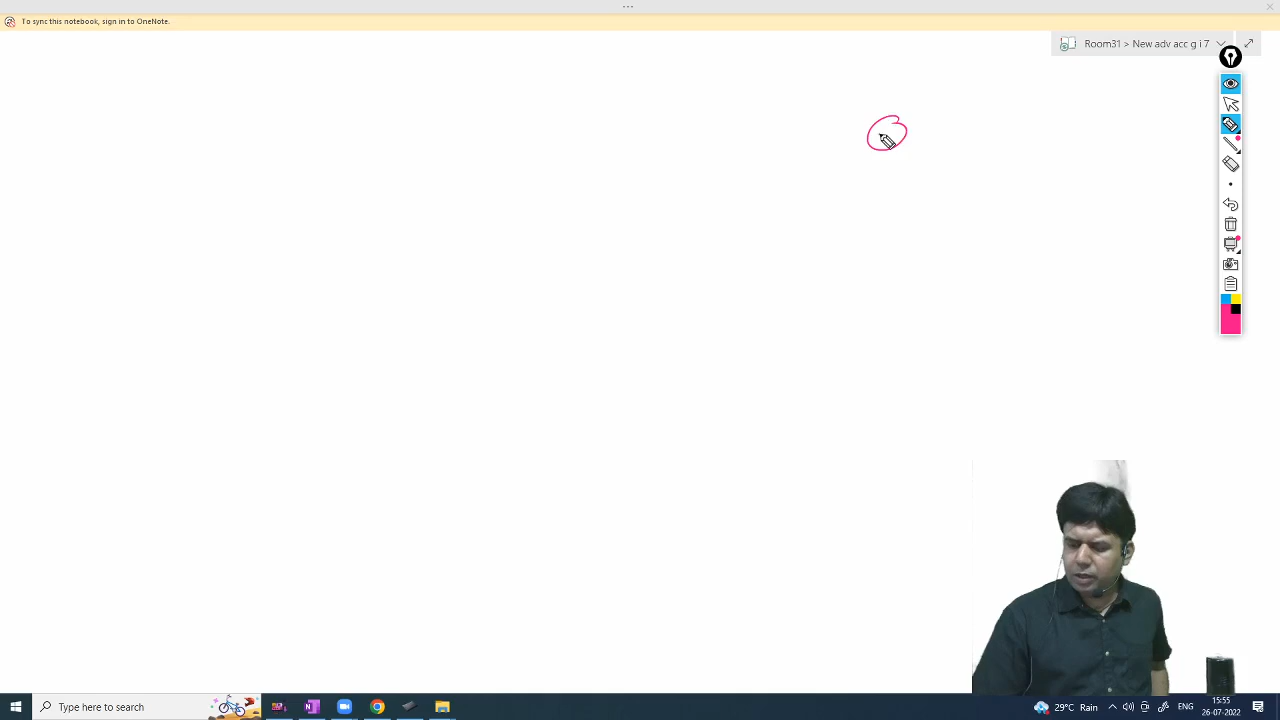 To sync this notebook, sign in to OneNote.
Room31 > New adv acc g i 7
Type here to search
29°C Rain
ENG
15:55
26-07-2022